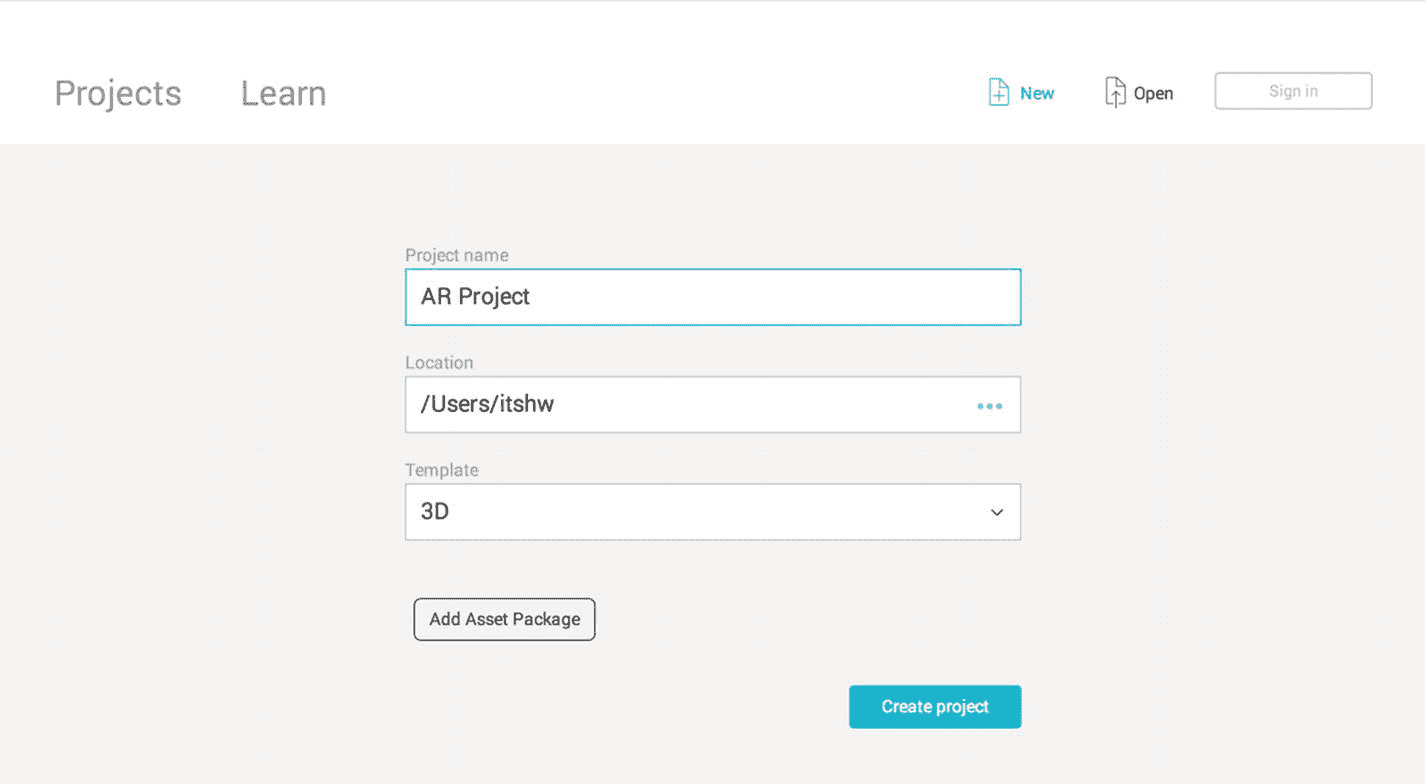 Projects Learn New Open Sign in
Project name
AR Project
Location
/Users/itshw
Template
3D
Add Asset Package
Create project